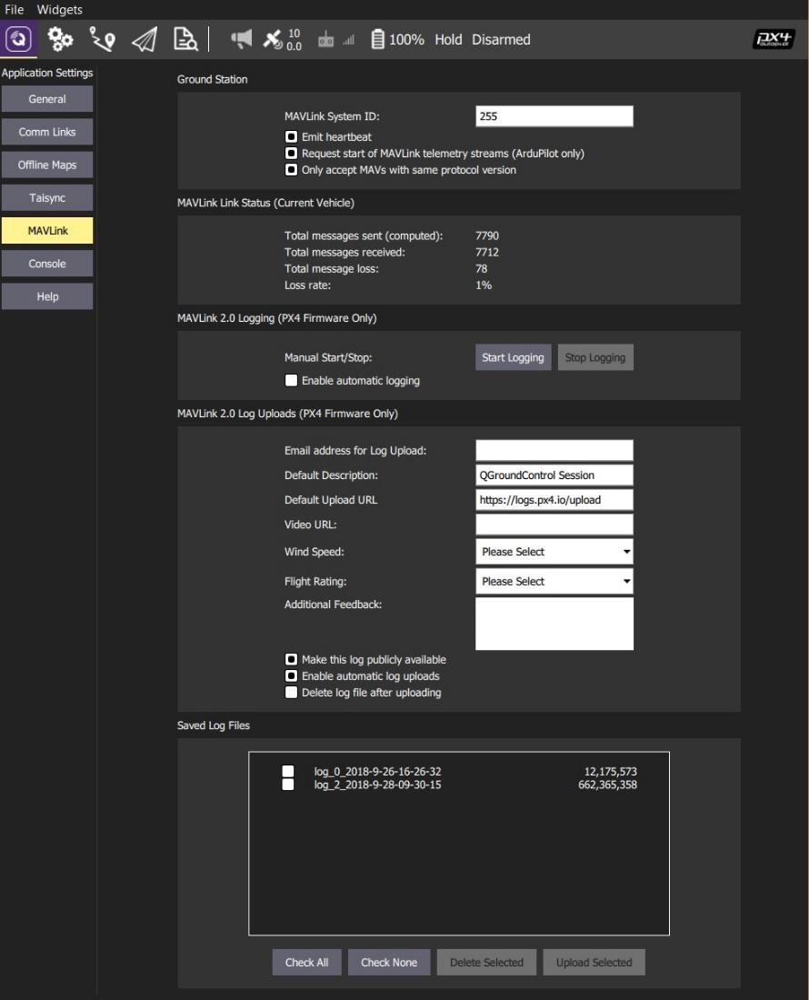 File Widgets
10
0.0
100% Hold Disarmed
px4
autopilot
Application Settings
General
Comm Links
Offline Maps
Taisync
MAVLink
Console
Help
Ground Station
MAVLink System ID: 255
Emit heartbeat
Request start of MAVLink telemetry streams (ArduPilot only)
Only accept MAVs with same protocol version
MAVLink Link Status (Current Vehicle)
Total messages sent (computed): 7790
Total messages received: 7712
Total message loss: 78
Loss rate: 1%
MAVLink 2.0 Logging (PX4 Firmware Only)
Manual Start/Stop: Start Logging Stop Logging
Enable automatic logging
MAVLink 2.0 Log Uploads (PX4 Firmware Only)
Email address for Log Upload:
Default Description: QGroundControl Session
Default Upload URL https://logs.px4.io/upload
Video URL:
Wind Speed: Please Select
Flight Rating: Please Select
Additional Feedback:
Make this log publicly available
Enable automatic log uploads
Delete log file after uploading
Saved Log Files
log_0_2018-9-26-16-26-32 12,175,573
log_2_2018-9-28-09-30-15 662,365,358
Check All Check None Delete Selected Upload Selected